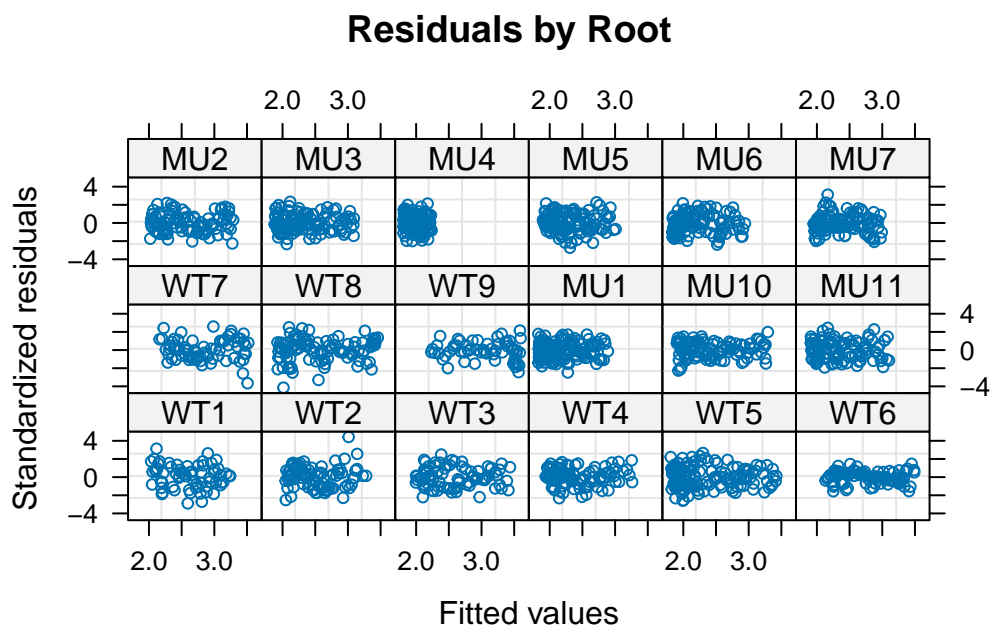 Residuals by Root
2.0 3.0 2.0 3.0 2.0 3.0
MU2 MU3 MU4 MU5 MU6 MU7
4
0
−4
WT7 WT8 WT9 MU1 MU10 MU11
4
0
−4
WT1 WT2 WT3 WT4 WT5 WT6
4
0
−4
2.0 3.0 2.0 3.0 2.0 3.0
Standardized residuals
Fitted values